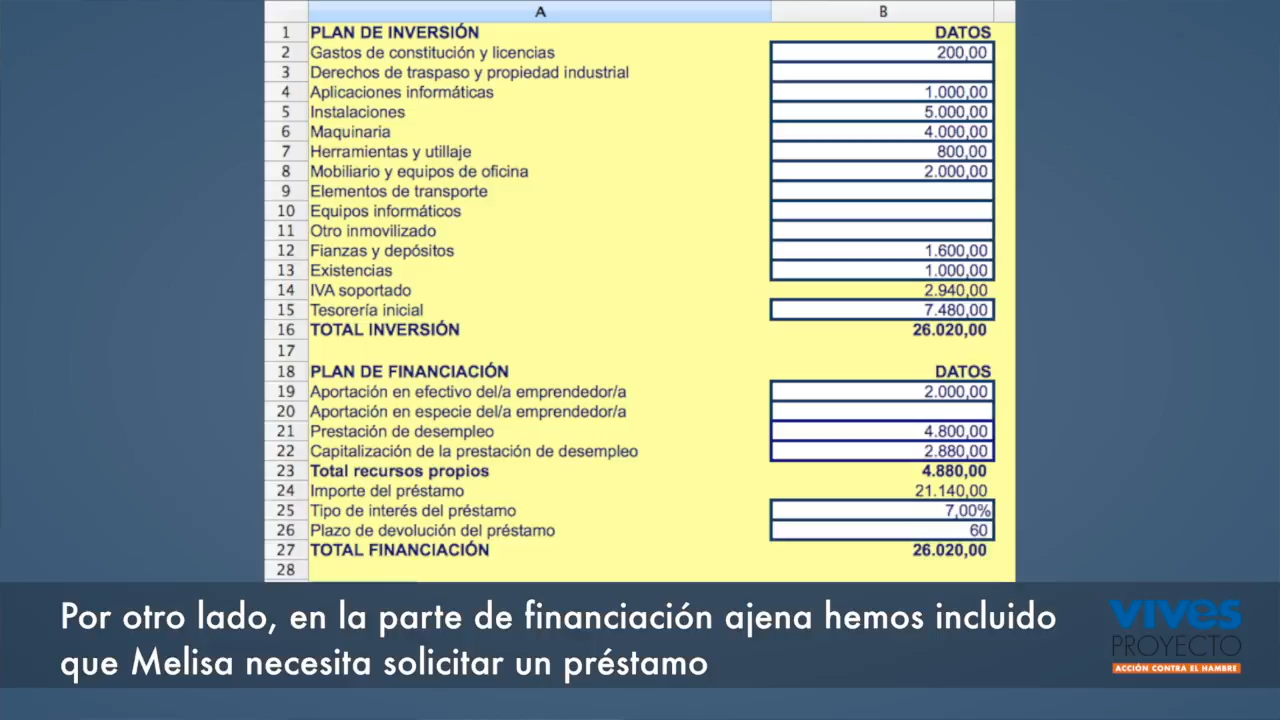 A B
1 PLAN DE INVERSIÓN DATOS
2 Gastos de constitución y licencias 200,00
3 Derechos de traspaso y propiedad industrial
4 Aplicaciones informáticas 1.000,00
5 Instalaciones 5.000,00
6 Maquinaria 4.000,00
7 Herramientas y utillaje 800,00
8 Mobiliario y equipos de oficina 2.000,00
9 Elementos de transporte
10 Equipos informáticos
11 Otro inmovilizado
12 Fianzas y depósitos 1.600,00
13 Existencias 1.000,00
14 IVA soportado 2.940,00
15 Tesorería inicial 7.480,00
16 TOTAL INVERSIÓN 26.020,00
17
18 PLAN DE FINANCIACIÓN DATOS
19 Aportación en efectivo del/a emprendedor/a 2.000,00
20 Aportación en especie del/a emprendedor/a
21 Prestación de desempleo 4.800,00
22 Capitalización de la prestación de desempleo 2.880,00
23 Total recursos propios 4.880,00
24 Importe del préstamo 21.140,00
25 Tipo de interés del préstamo 7,00%
26 Plazo de devolución del préstamo 60
27 TOTAL FINANCIACIÓN 26.020,00
28
Por otro lado, en la parte de financiación ajena hemos incluido
que Melisa necesita solicitar un préstamo
vives
PROYECTO
ACCIÓN CONTRA EL HAMBRE